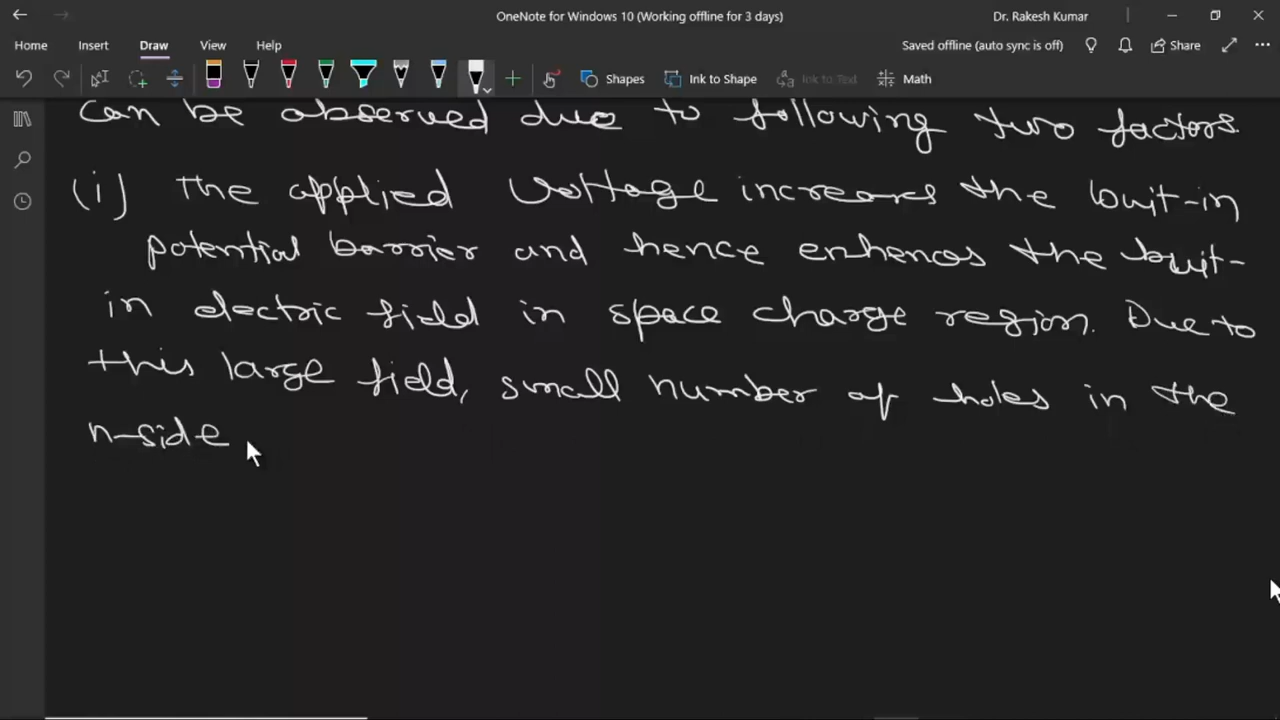 OneNote for Windows 10 (Working offline for 3 days)
Dr. Rakesh Kumar
Home Insert Draw View Help
Saved offline (auto sync is off)
Share
Shapes
Ink to Shape
Ink to Text
Math
can be observed due to following two factors.
(i) The applied Voltage increases the buit-in
potential barrier and hence enhences the buit-
in electric field in space charge region. Due to
this large field, small number of holes in the
n-side